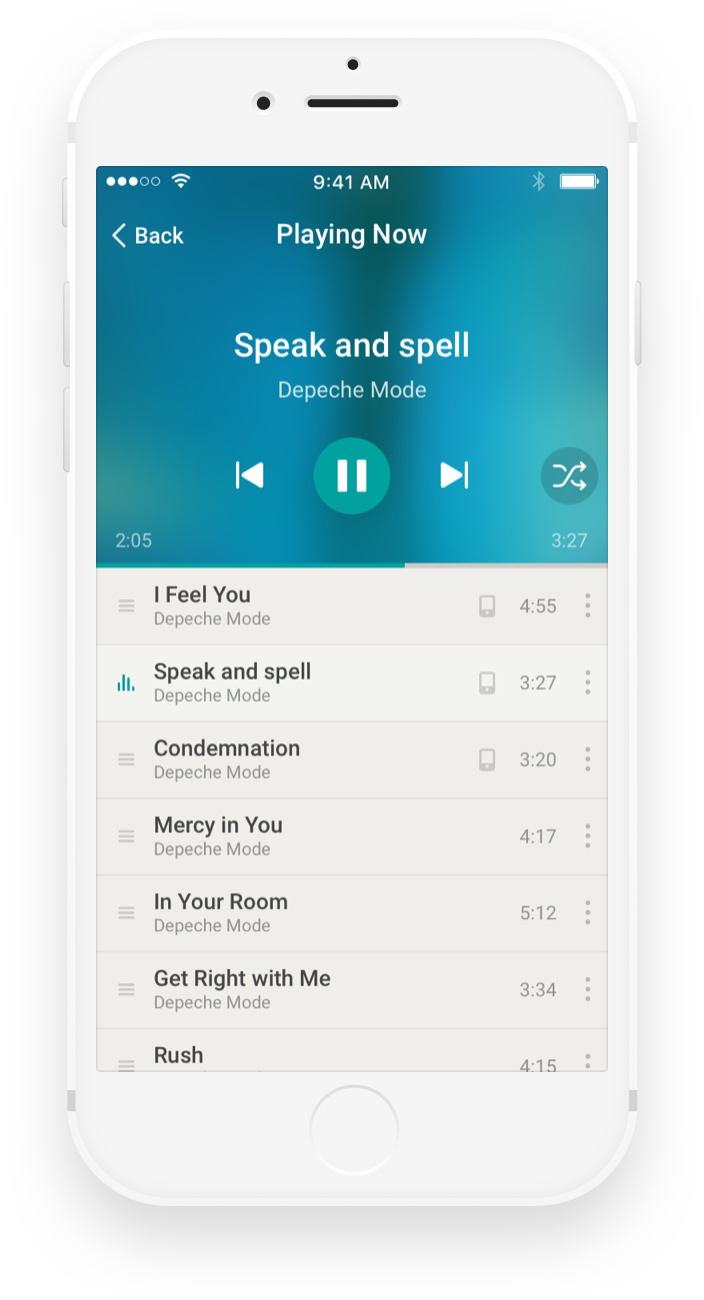 9:41 AM
Back
Playing Now
Speak and spell
Depeche Mode
2:05
3:27
I Feel You
Depeche Mode
4:55
Speak and spell
Depeche Mode
3:27
Condemnation
Depeche Mode
3:20
Mercy in You
Depeche Mode
4:17
In Your Room
Depeche Mode
5:12
Get Right with Me
Depeche Mode
3:34
Rush
4:15